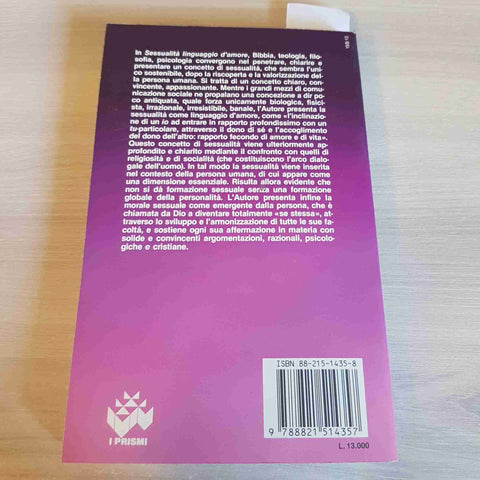 In Sessualità linguaggio d'amore, Bibbia, teologia, filo-
sofia, psicologia convergono nel penetrare, chiarire e
presentare un concetto di sessualità, che sembra l'uni-
co sostenibile, dopo la riscoperta e la valorizzazione del-
la persona umana. Si tratta di un concetto chiaro, con-
vincente, appassionante. Mentre i grandi mezzi di comu-
nicazione sociale ne propalano una concezione a dir po-
co antiquata, quale forza unicamente biologica, fisici-
sta, irrazionale, irresistibile, banale, l'Autore presenta la
sessualità come linguaggio d'amore, come «l'inclinazio-
ne di un io ad entrare in rapporto profondissimo con un
tu-particolare, attraverso il dono di sé e l'accoglimento
del dono dell'altro: rapporto fecondo di amore e di vita».
Questo concetto di sessualità viene ulteriormente ap-
profondito e chiarito mediante il confronto con quelli di
religiosità e di socialità (che costituiscono l'arco dialo-
gale dell'uomo). In tal modo la sessualità viene inserita
nel contesto della persona umana, di cui appare come
una dimensione essenziale. Risulta allora evidente che
non si dà formazione sessuale senza una formazione
globale della personalità. L'Autore presenta infine la
morale sessuale come emergente dalla persona, che è
chiamata da Dio a diventare totalmente «se stessa», at-
traverso lo sviluppo e l'armonizzazione di tutte le sue fa-
coltà, e sostiene ogni sua affermazione in materia con
solide e convincenti argomentazioni, razionali, psicolo-
giche e cristiane.
ISBN 88-215-1435-8
9 788821 514357
I PRISMI
L. 13.000